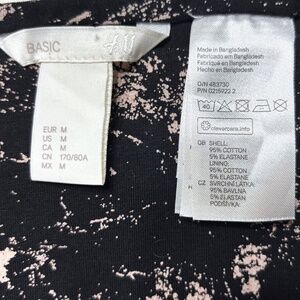 BASIC
EUR M
US M
CA M
CN 170/80A
MX M
Made in Bangladesh
Fabricado em Bangladesh
Fabriqué au Bangladesh
Hecho en Bangladesh
O/N 483730
P/N 0215922 2
clevercare.info
GB SHELL:
95% COTTON
5% ELASTANE
LINING:
95% COTTON
5% ELASTANE
CZ SVRCHNÍ LÁTKA:
95% BAVLNA
5% ELASTAN
PODŠÍVKA: